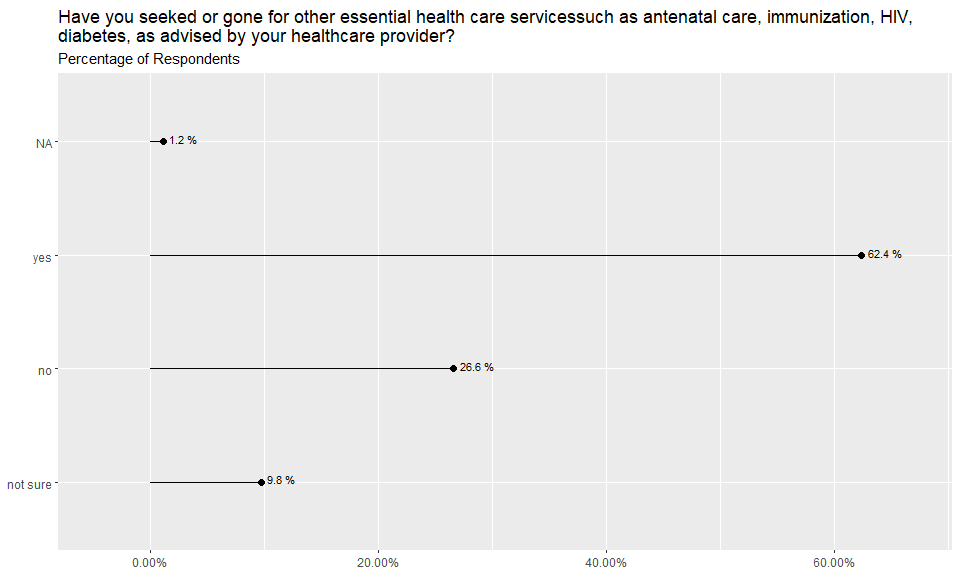 Have you seeked or gone for other essential health care servicessuch as antenatal care, immunization, HIV,
diabetes, as advised by your healthcare provider?
Percentage of Respondents
NA
1.2 %
yes
62.4 %
no
26.6 %
not sure
9.8 %
0.00%
20.00%
40.00%
60.00%